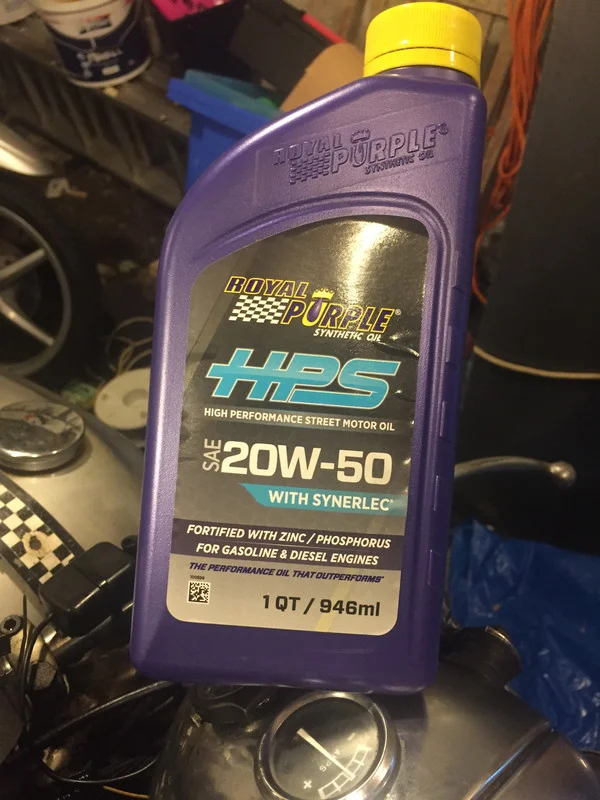 ROYAL
PURPLE®
SYNTHETIC OIL
ROYAL
PURPLE®
SYNTHETIC OIL
HPS
HIGH PERFORMANCE STREET MOTOR OIL
SAE 20W-50
WITH SYNERLEC®
FORTIFIED WITH ZINC / PHOSPHORUS
FOR GASOLINE & DIESEL ENGINES
THE PERFORMANCE OIL THAT OUTPERFORMS®
1 QT / 946ml